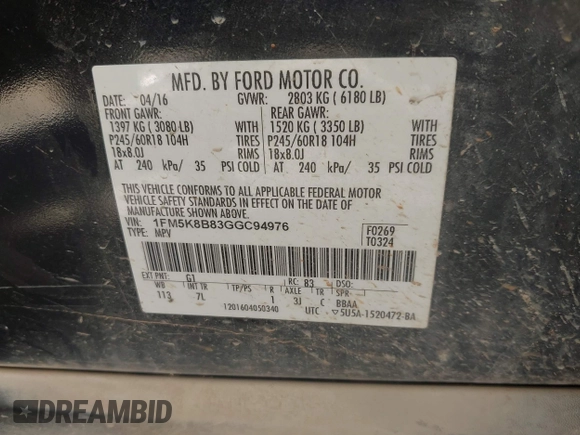 MFD. BY FORD MOTOR CO.
DATE: 04/16 GVWR: 2803 KG ( 6180 LB)
FRONT GAWR: REAR GAWR:
1397 KG ( 3080 LB) WITH 1520 KG ( 3350 LB) WITH
P245/60R18 104H TIRES P245/60R18 104H TIRES
18x8.0J RIMS 18x8.0J RIMS
AT 240 kPa/ 35 PSI COLD AT 240 kPa/ 35 PSI COLD
THIS VEHICLE CONFORMS TO ALL APPLICABLE FEDERAL MOTOR
VEHICLE SAFETY STANDARDS IN EFFECT ON THE DATE OF
MANUFACTURE SHOWN ABOVE.
VIN: 1FM5K8B83GGC94976
TYPE: MPV
F0269
T0324
EXT PNT: G1 RC: 83 DSO:
WB INT TR TP/PS R AXLE TR SPR
113 7L 1 3J C BBAA
1201604050340 UTC ▽5U5A-1520472-BA
DREAMBID